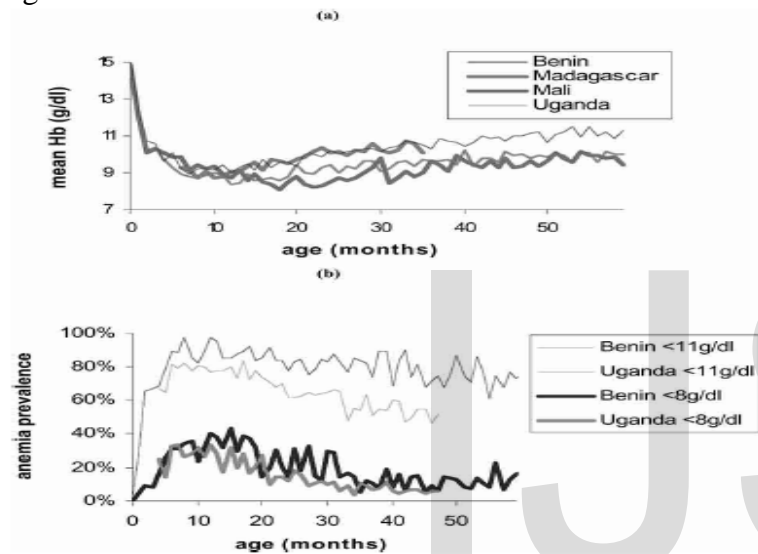 (a)
15
13
11
9
7
mean Hb (g/dl)
0 10 20 30 40 50
age (months)
Benin
Madagascar
Mali
Uganda
(b)
100%
80%
60%
40%
20%
0%
anemia prevalence
0 10 20 30 40 50
age (months)
Benin <11g/dl
Uganda <11g/dl
Benin <8g/dl
Uganda <8g/dl
IJS